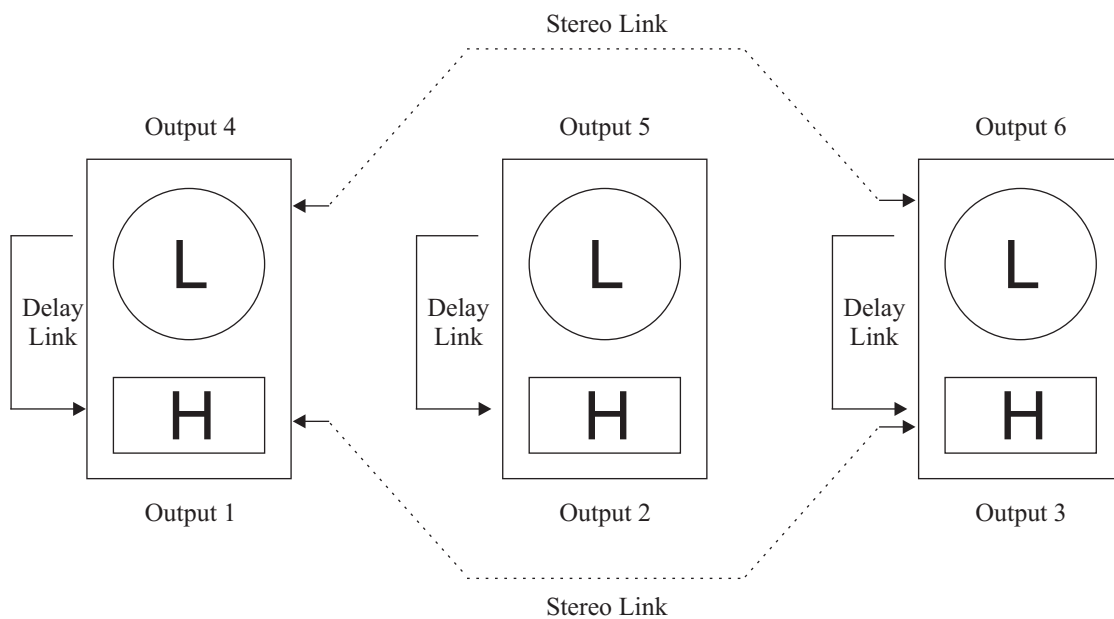 Stereo Link
Output 4
Output 5
Output 6
L
L
L
Delay
Link
Delay
Link
Delay
Link
H
H
H
Output 1
Output 2
Output 3
Stereo Link